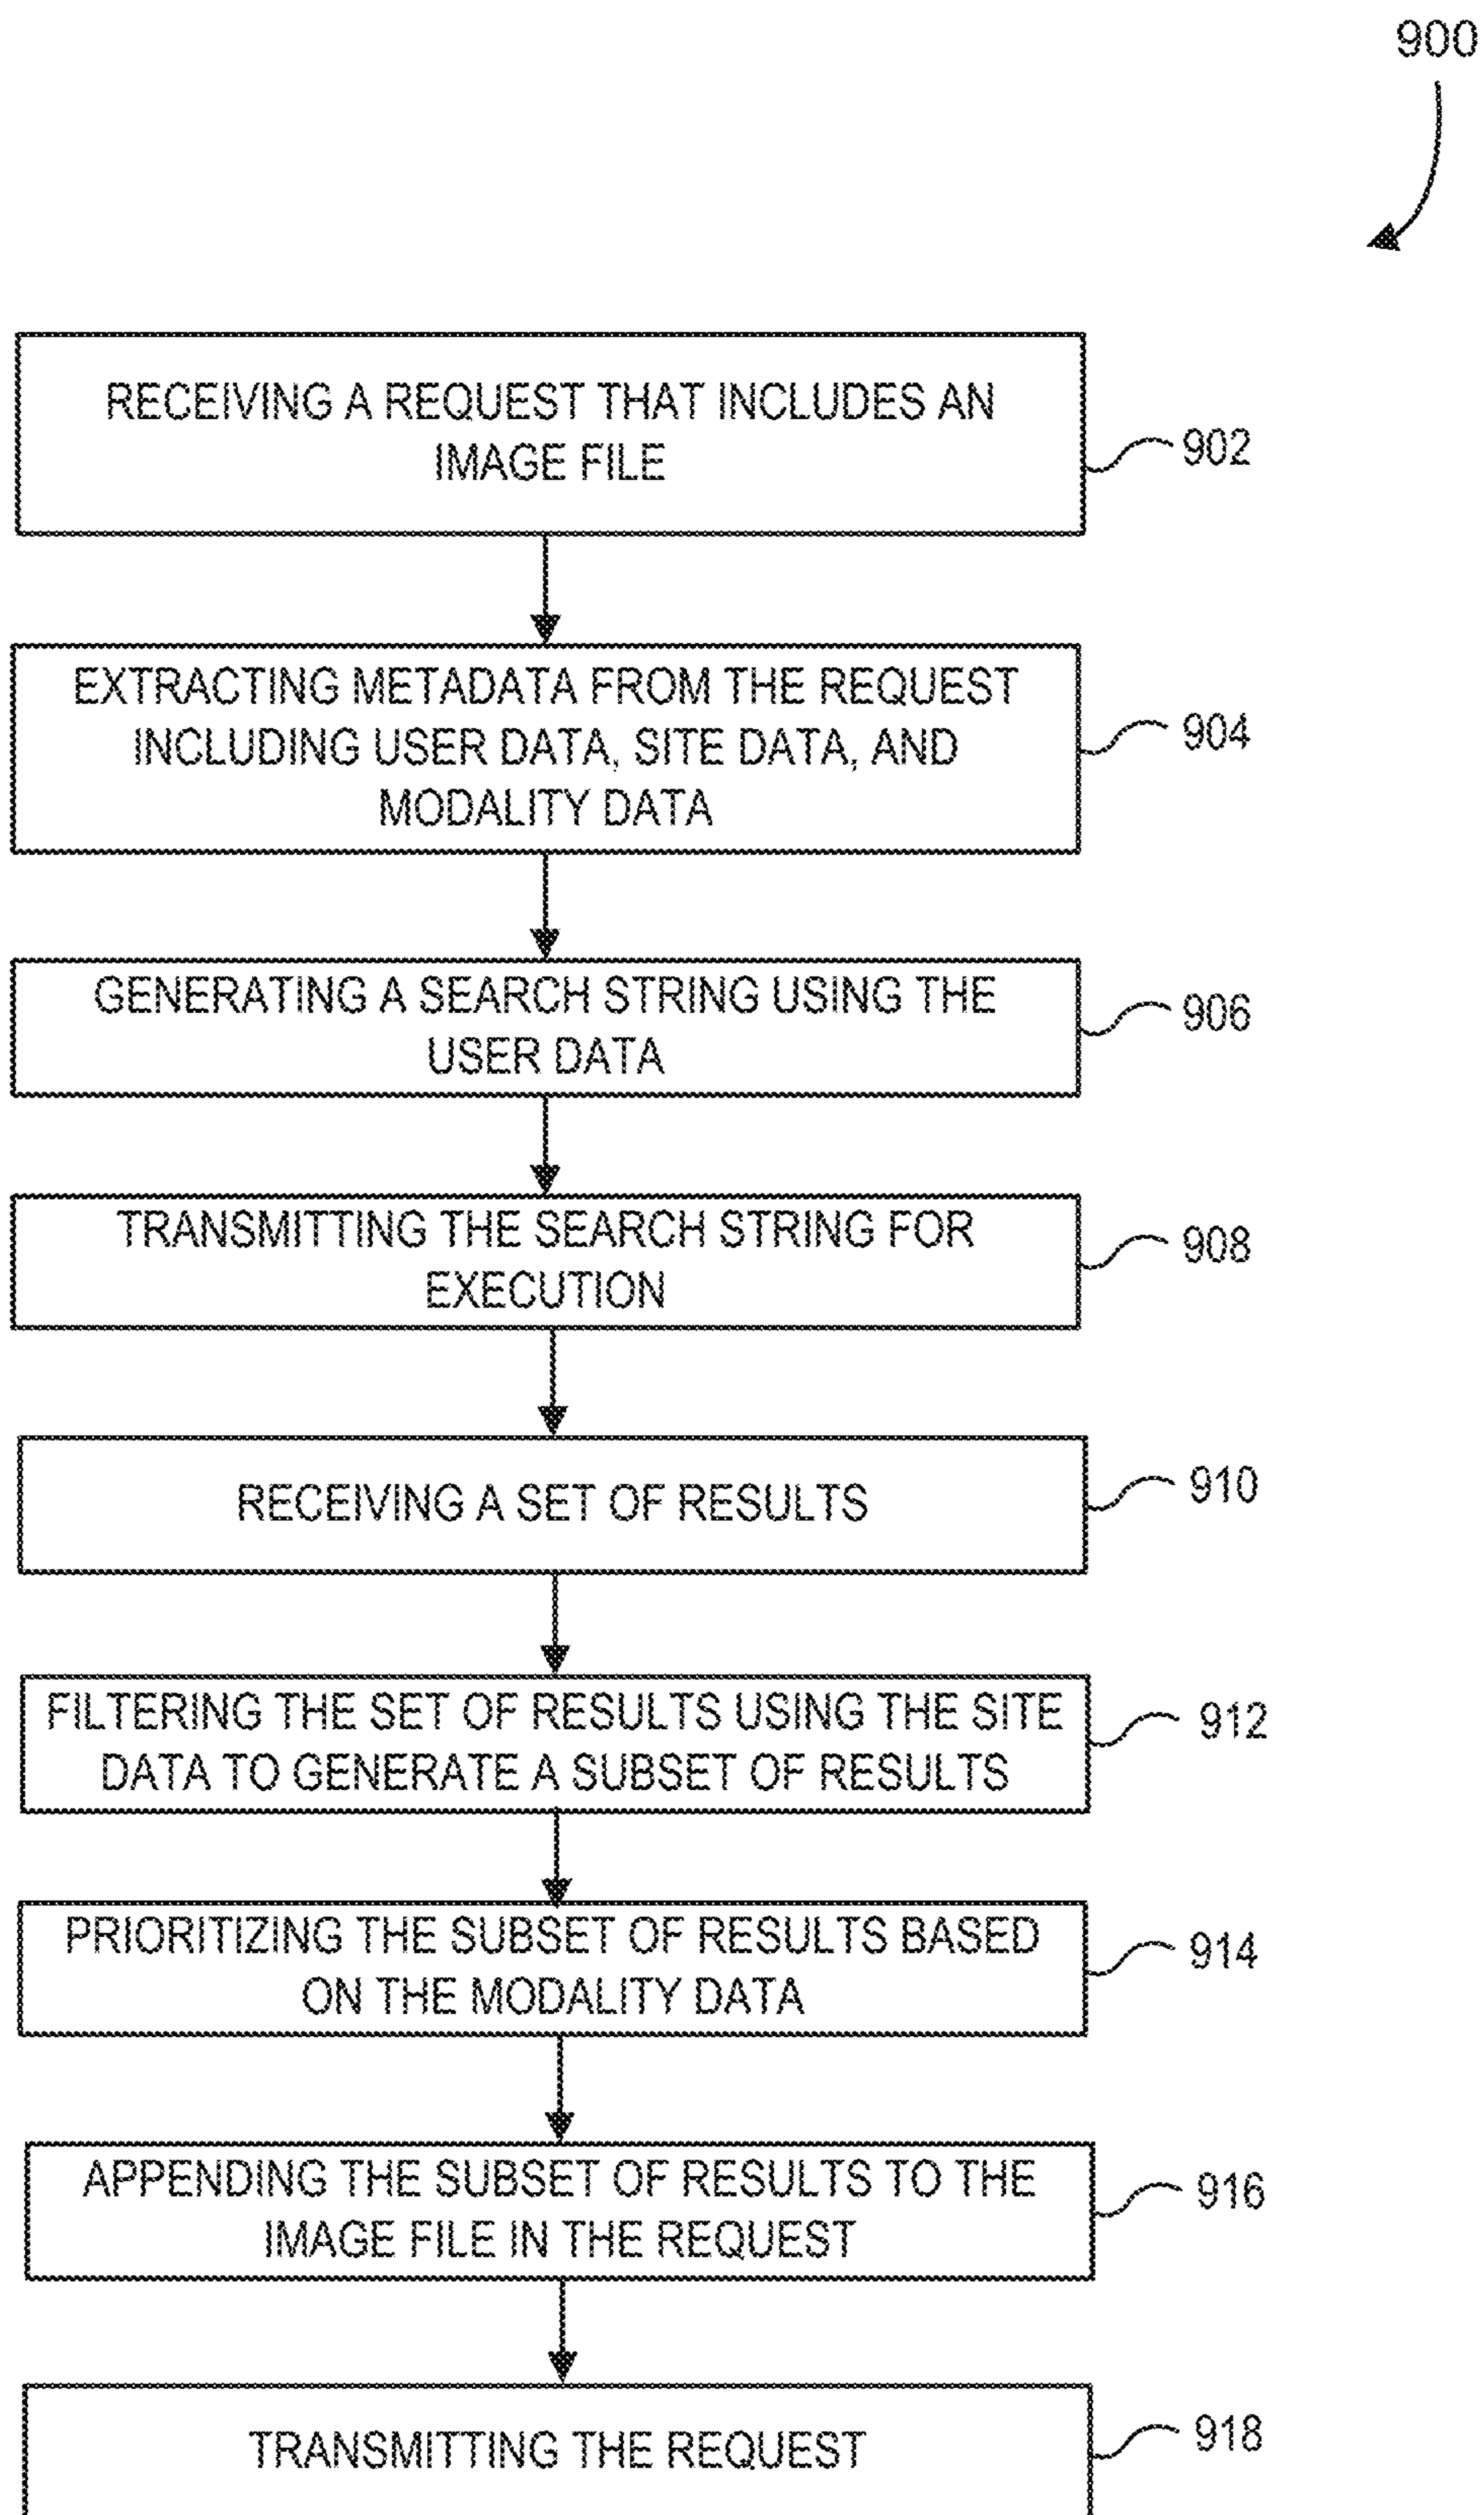 900
RECEIVING A REQUEST THAT INCLUDES AN
IMAGE FILE
902
EXTRACTING METADATA FROM THE REQUEST
INCLUDING USER DATA, SITE DATA, AND
MODALITY DATA
904
GENERATING A SEARCH STRING USING THE
USER DATA
906
TRANSMITTING THE SEARCH STRING FOR
EXECUTION
908
RECEIVING A SET OF RESULTS
910
FILTERING THE SET OF RESULTS USING THE SITE
DATA TO GENERATE A SUBSET OF RESULTS
912
PRIORITIZING THE SUBSET OF RESULTS BASED
ON THE MODALITY DATA
914
APPENDING THE SUBSET OF RESULTS TO THE
IMAGE FILE IN THE REQUEST
916
TRANSMITTING THE REQUEST
918